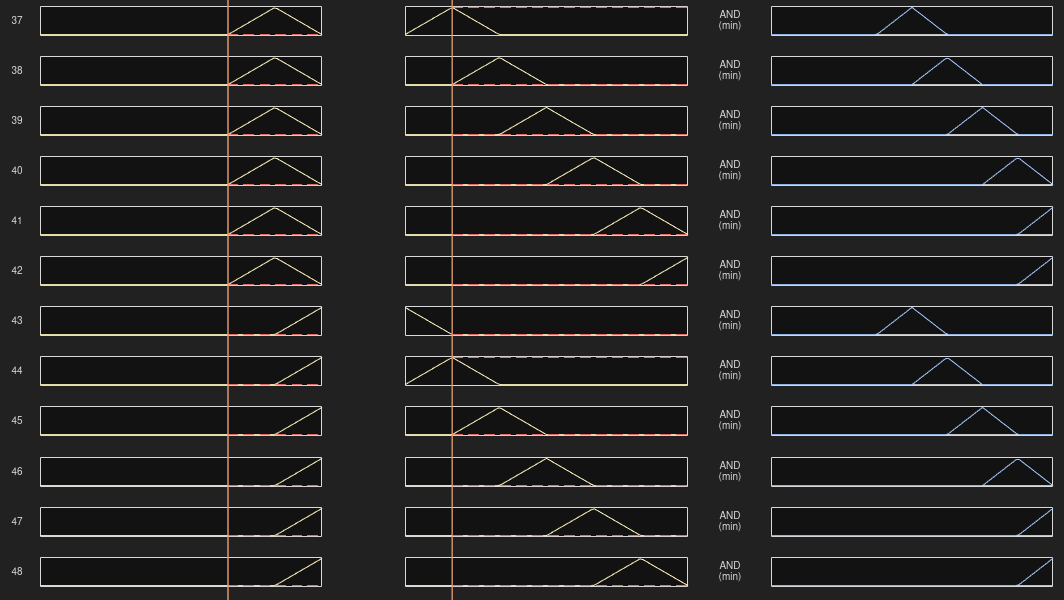 37 AND
(min)
38 AND
(min)
39 AND
(min)
40 AND
(min)
41 AND
(min)
42 AND
(min)
43 AND
(min)
44 AND
(min)
45 AND
(min)
46 AND
(min)
47 AND
(min)
48 AND
(min)